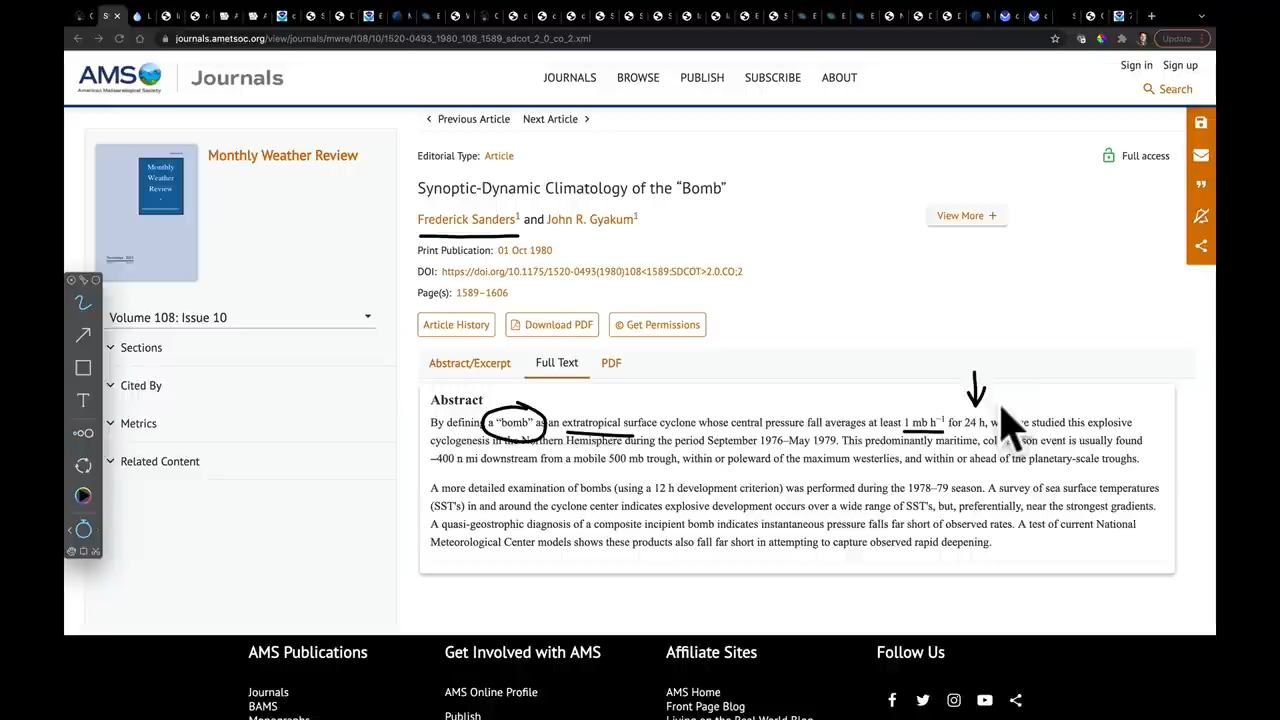 journals.ametsoc.org/view/journals/mwre/108/10/1520-0493_1980_108_1589_sdcot_2_0_co_2.xml
Update
AMS
American Meteorological Society
Journals
JOURNALS BROWSE PUBLISH SUBSCRIBE ABOUT
Sign in Sign up
Search
Previous Article Next Article
Monthly Weather Review
Monthly
Weather
Review
Editorial Type: Article
Full access
Synoptic-Dynamic Climatology of the “Bomb”
Frederick Sanders1 and John R. Gyakum1
View More +
Print Publication: 01 Oct 1980
DOI: https://doi.org/10.1175/1520-0493(1980)108<1589:SDCOT>2.0.CO;2
Page(s): 1589–1606
Volume 108: Issue 10
Article History Download PDF © Get Permissions
Sections
Cited By
Metrics
Related Content
Abstract/Excerpt Full Text PDF
T
Abstract
By defining a “bomb” as an extratropical surface cyclone whose central pressure fall averages at least 1 mb h−1 for 24 h, studied this explosive
cyclogenesis in the Northern Hemisphere during the period September 1976–May 1979. This predominantly maritime, event is usually found
~400 n mi downstream from a mobile 500 mb trough, within or poleward of the maximum westerlies, and within or ahead of the planetary-scale troughs.
A more detailed examination of bombs (using a 12 h development criterion) was performed during the 1978–79 season. A survey of sea surface temperatures
(SST's) in and around the cyclone center indicates explosive development occurs over a wide range of SST's, but, preferentially, near the strongest gradients.
A quasi-geostrophic diagnosis of a composite incipient bomb indicates instantaneous pressure falls far short of observed rates. A test of current National
Meteorological Center models shows these products also fall far short in attempting to capture observed rapid deepening.
AMS Publications Get Involved with AMS Affiliate Sites Follow Us
Journals AMS Online Profile AMS Home
BAMS Publish Front Page Blog
Monographs Living on the Real World Blog